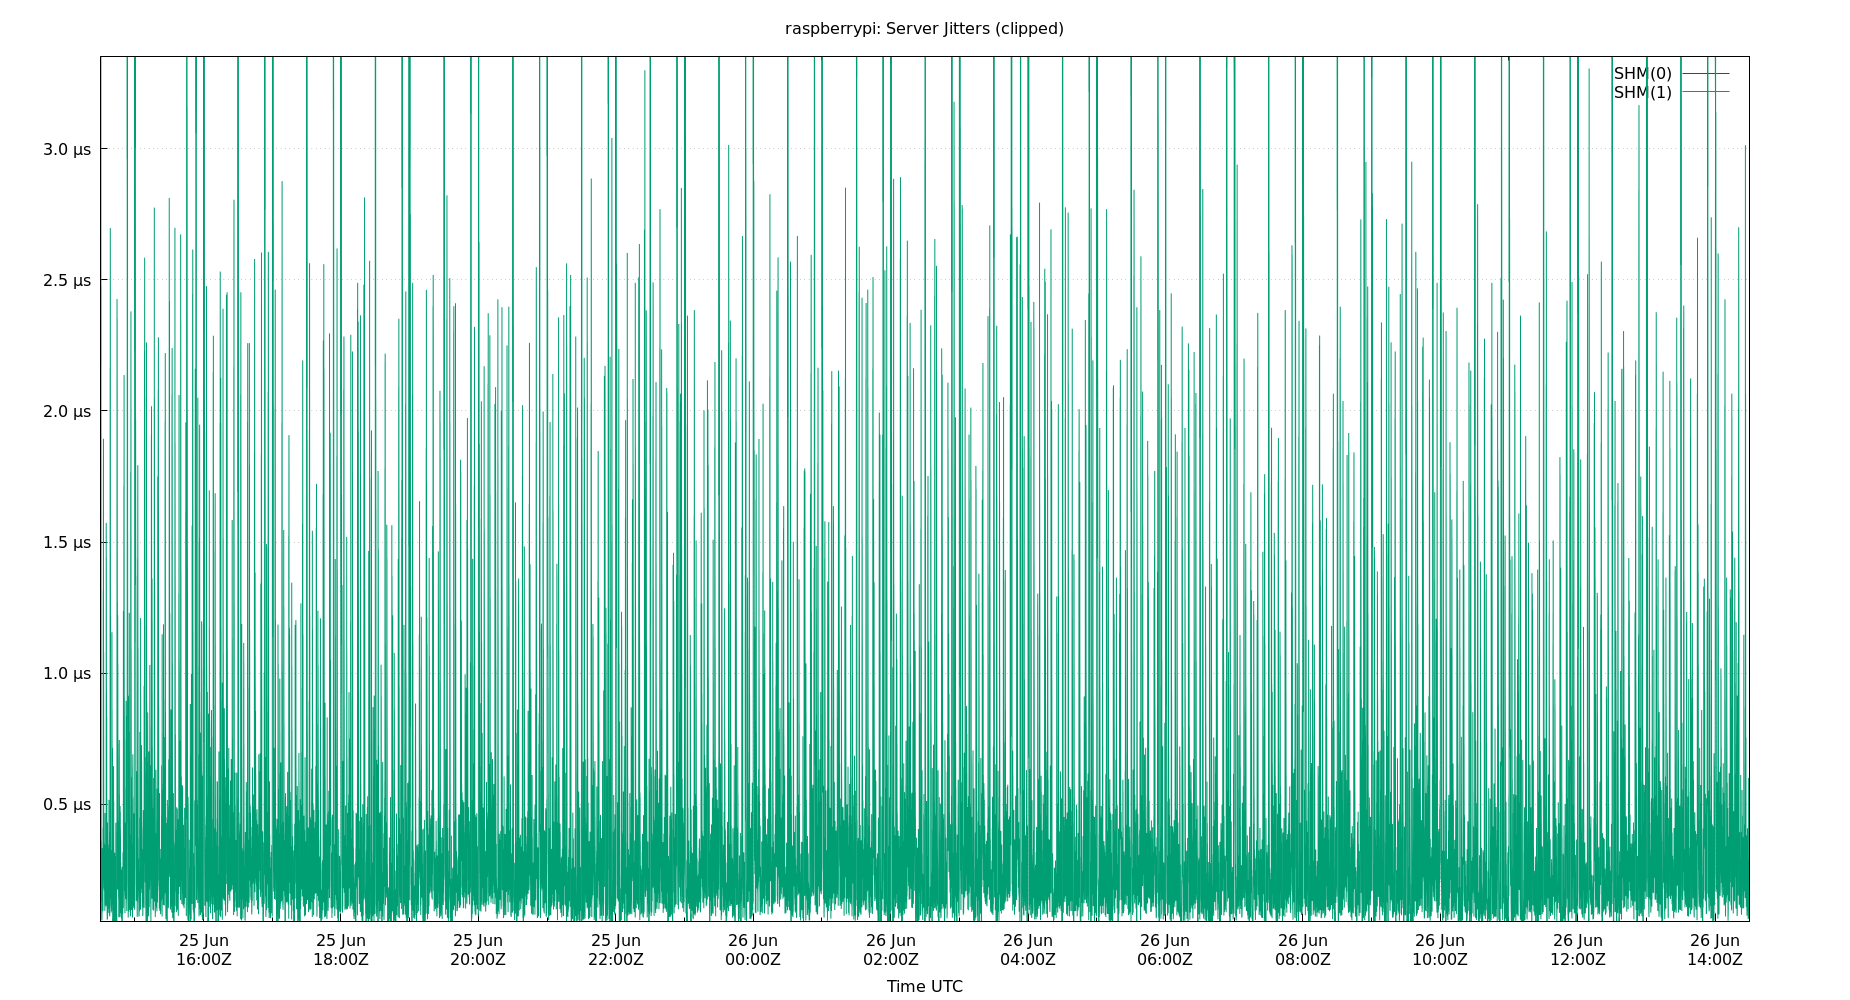 raspberrypi: Server Jitters (clipped)
SHM(0)
SHM(1)
3.0 µs
2.5 µs
2.0 µs
1.5 µs
1.0 µs
0.5 µs
25 Jun 25 Jun 25 Jun 25 Jun 26 Jun 26 Jun 26 Jun 26 Jun 26 Jun 26 Jun 26 Jun 26 Jun
16:00Z 18:00Z 20:00Z 22:00Z 00:00Z 02:00Z 04:00Z 06:00Z 08:00Z 10:00Z 12:00Z 14:00Z
Time UTC